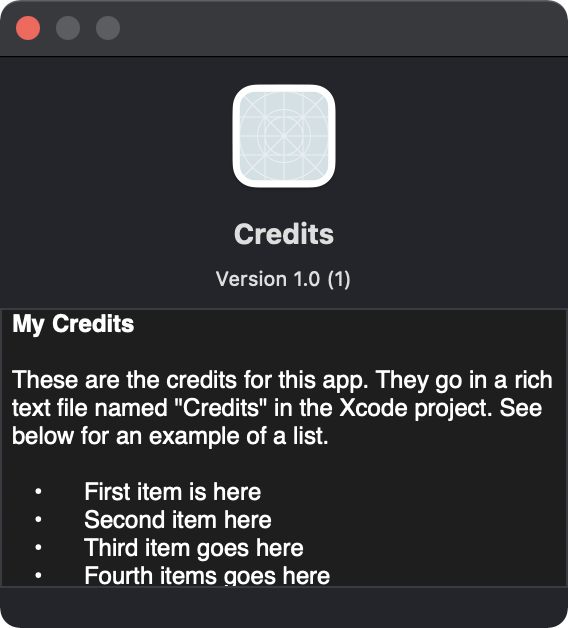 Credits
Version 1.0 (1)
My Credits
These are the credits for this app. They go in a rich
text file named "Credits" in the Xcode project. See
below for an example of a list.
• First item is here
• Second item here
• Third item goes here
• Fourth items goes here